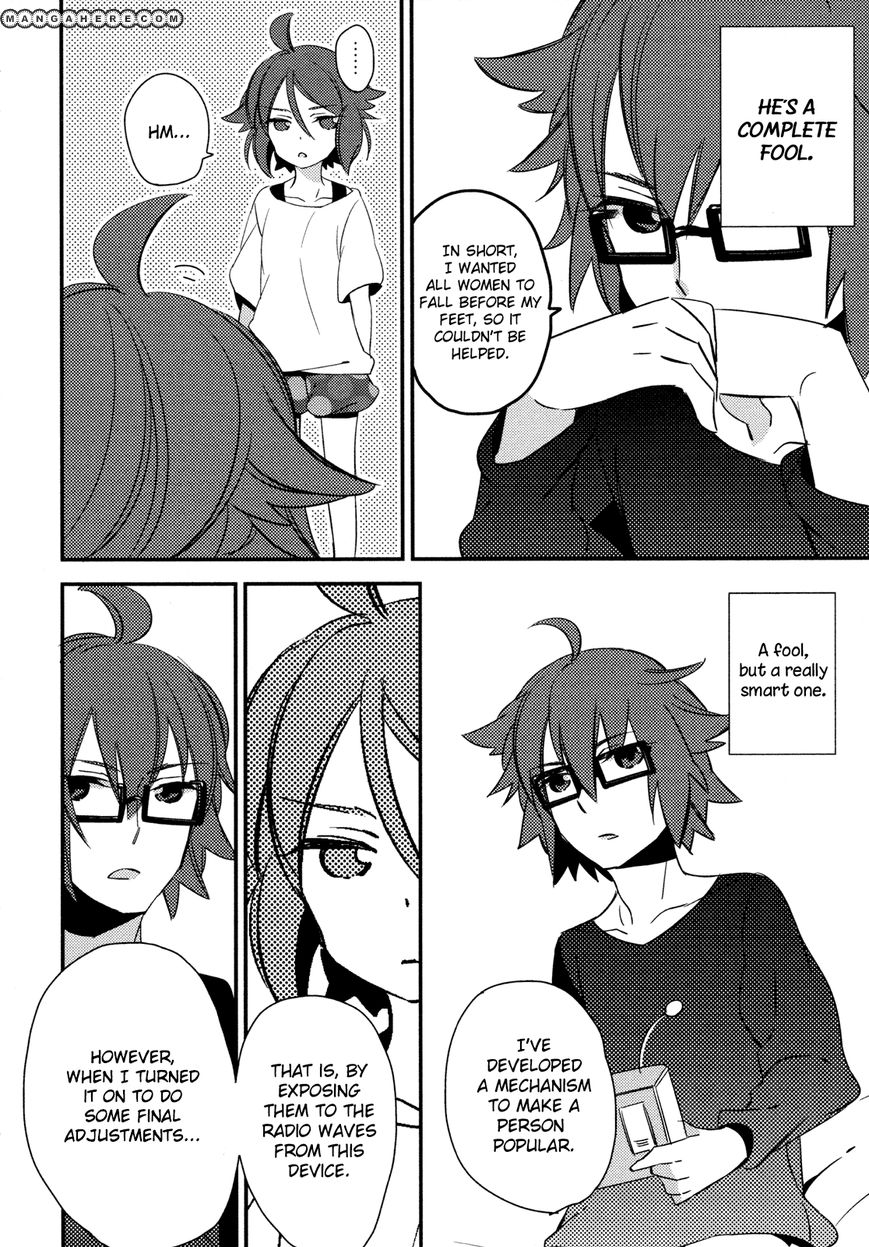 HE'S A
COMPLETE
FOOL.
IN SHORT,
I WANTED
ALL WOMEN TO
FALL BEFORE MY
FEET, SO IT
COULDN'T BE
HELPED.
......
HM...
A fool,
but a really
smart one.
I'VE
DEVELOPED
A MECHANISM
TO MAKE A
PERSON
POPULAR.
THAT IS, BY
EXPOSING
THEM TO THE
RADIO WAVES
FROM THIS
DEVICE.
HOWEVER,
WHEN I TURNED
IT ON TO DO
SOME FINAL
ADJUSTMENTS...
MANGAHERE.COM